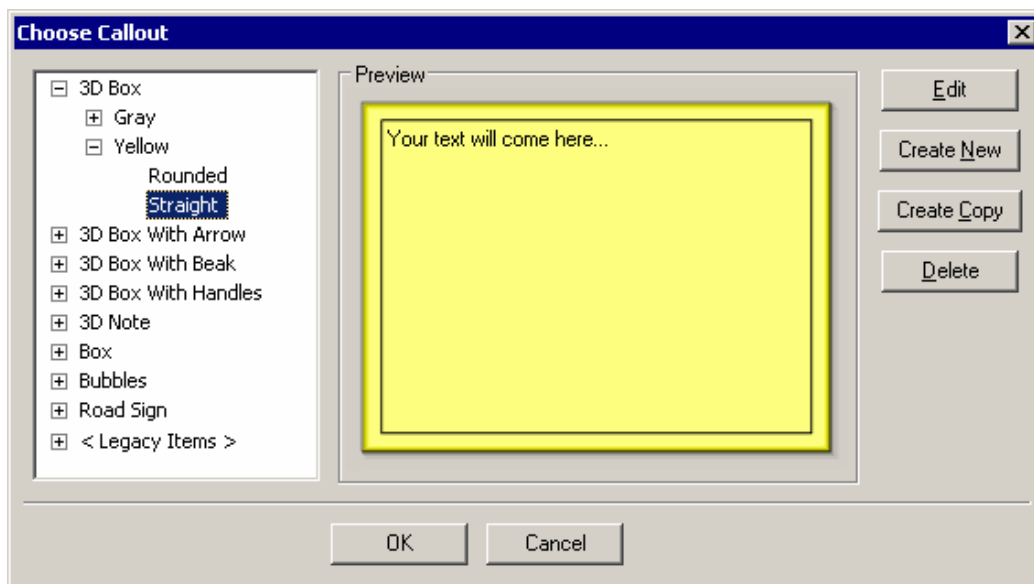 Choose Callout
3D Box
Gray
Yellow
Rounded
Straight
3D Box With Arrow
3D Box With Beak
3D Box With Handles
3D Note
Box
Bubbles
Road Sign
< Legacy Items >
Preview
Your text will come here...
Edit
Create New
Create Copy
Delete
OK
Cancel